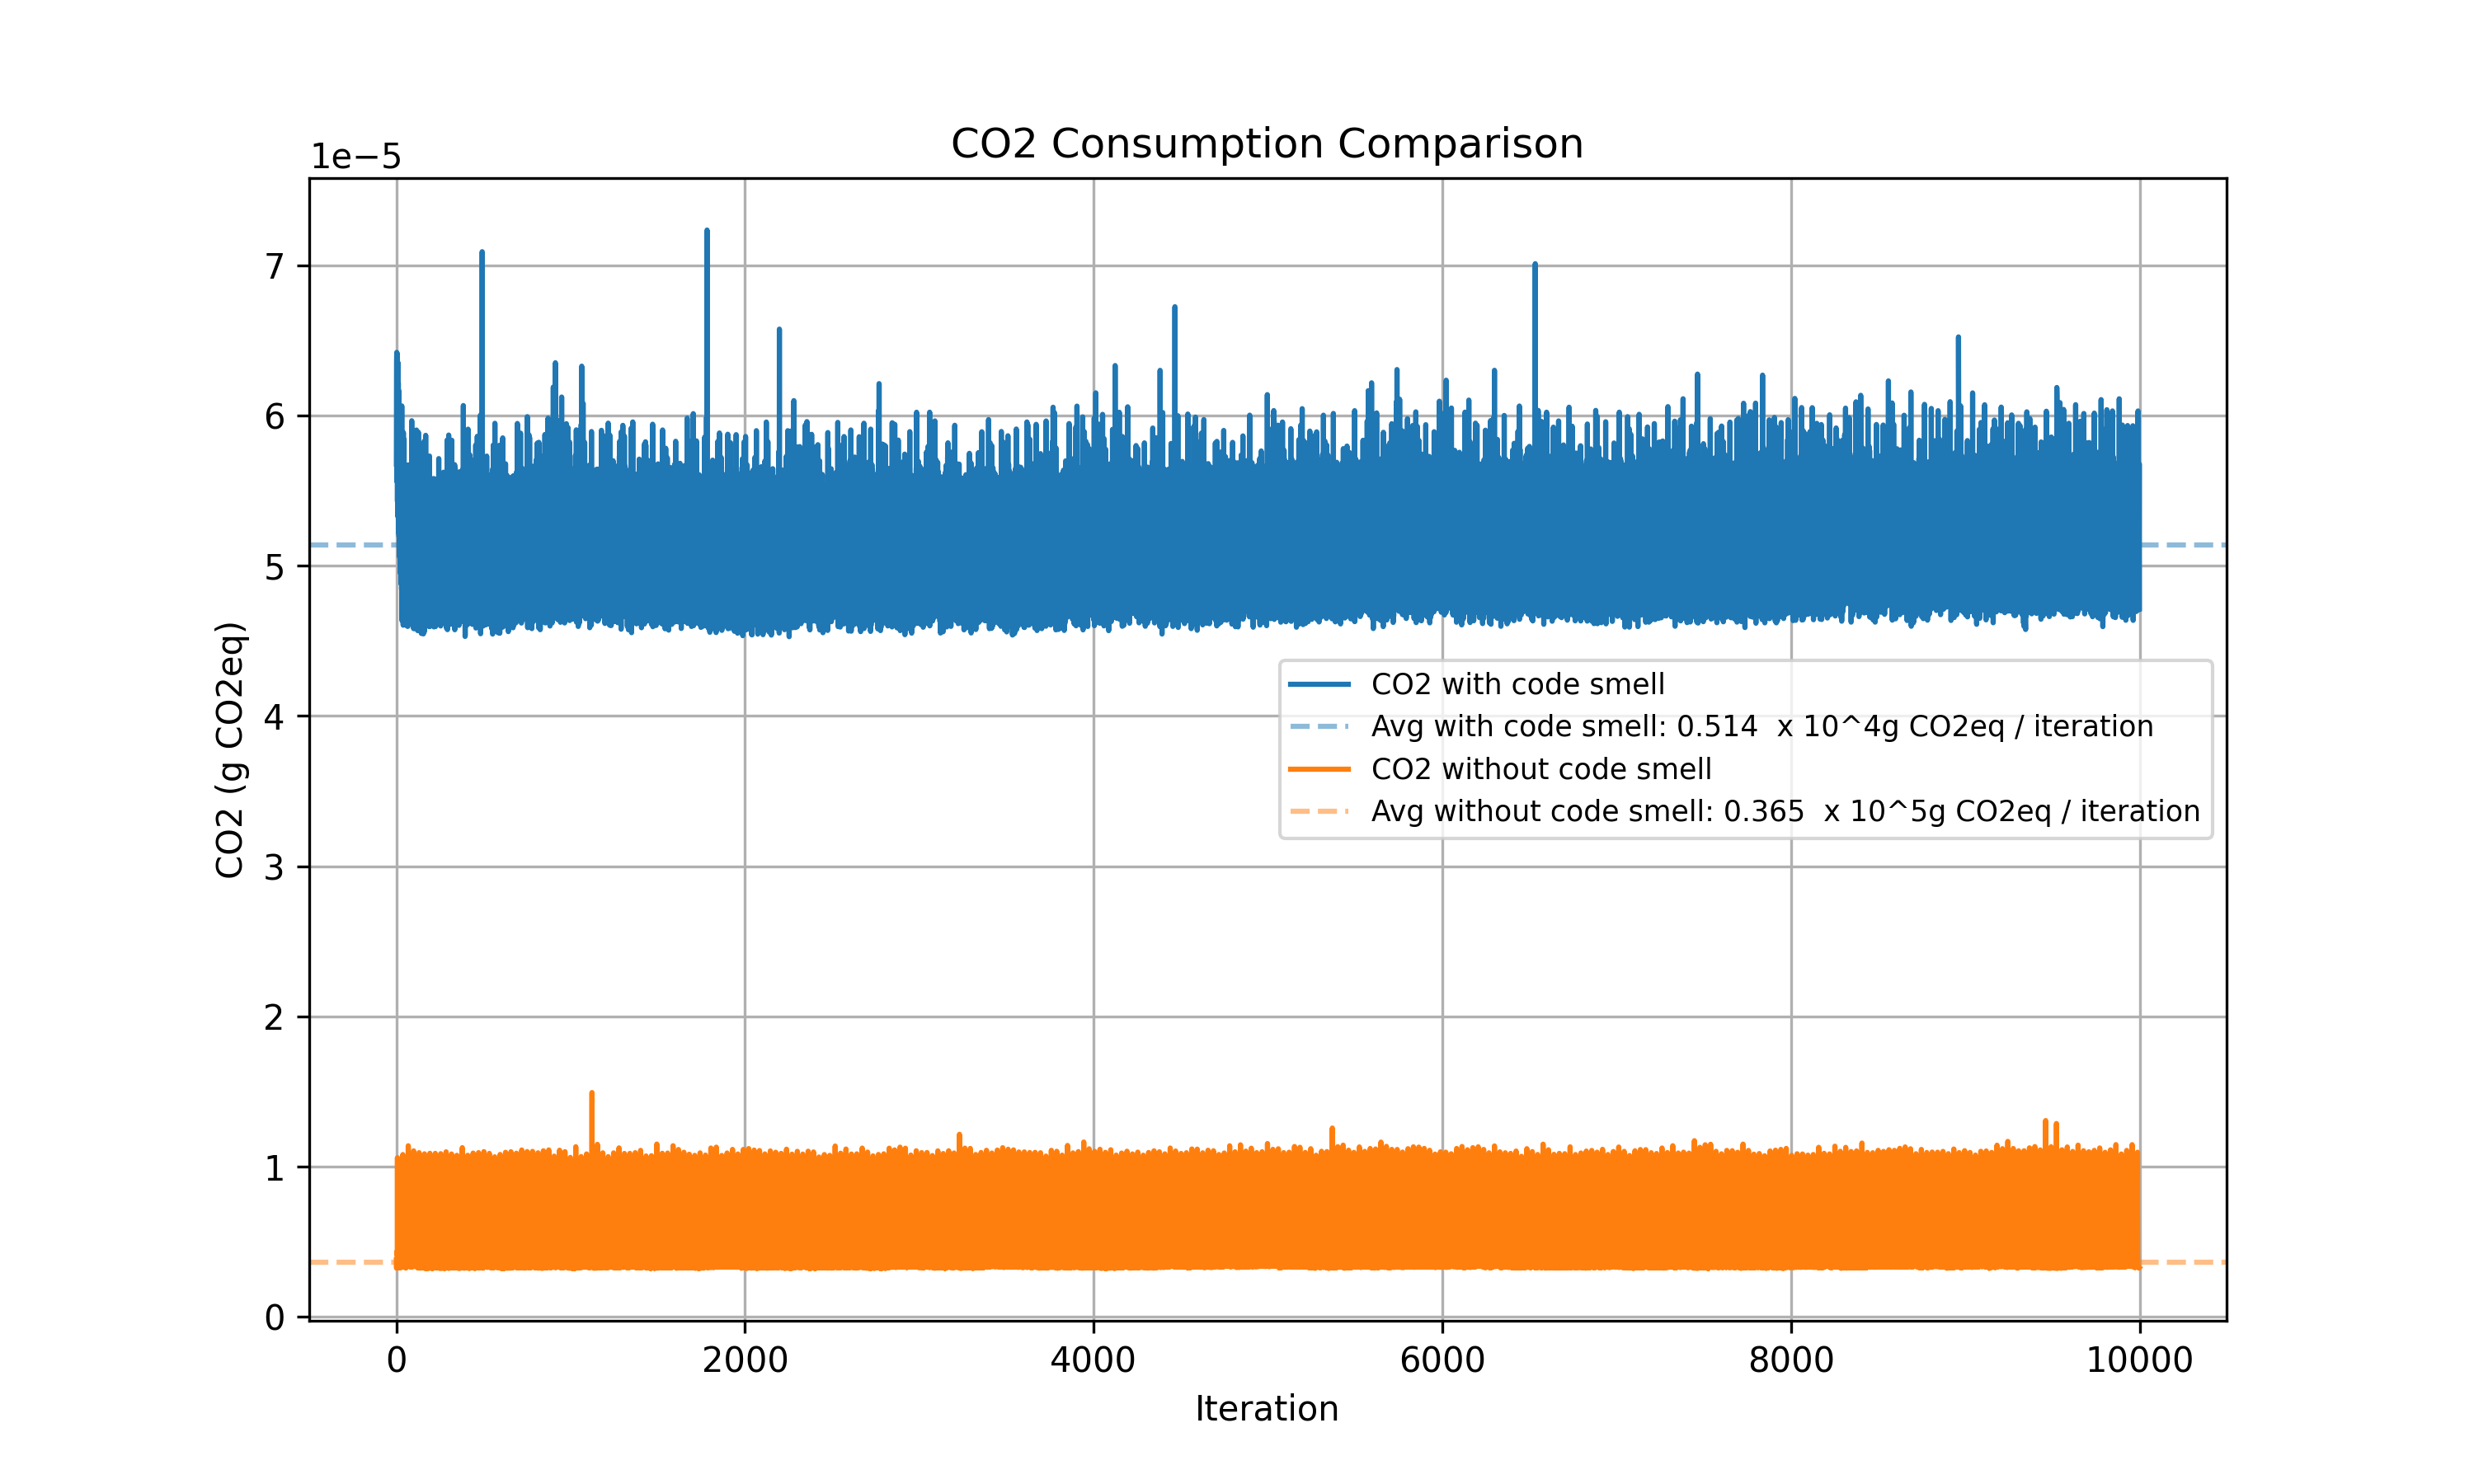 CO2 Consumption Comparison
1e−5
7
6
5
4
3
2
1
0
CO2 (g CO2eq)
CO2 with code smell
Avg with code smell: 0.514  x 10^4g CO2eq / iteration
CO2 without code smell
Avg without code smell: 0.365  x 10^5g CO2eq / iteration
0 2000 4000 6000 8000 10000
Iteration